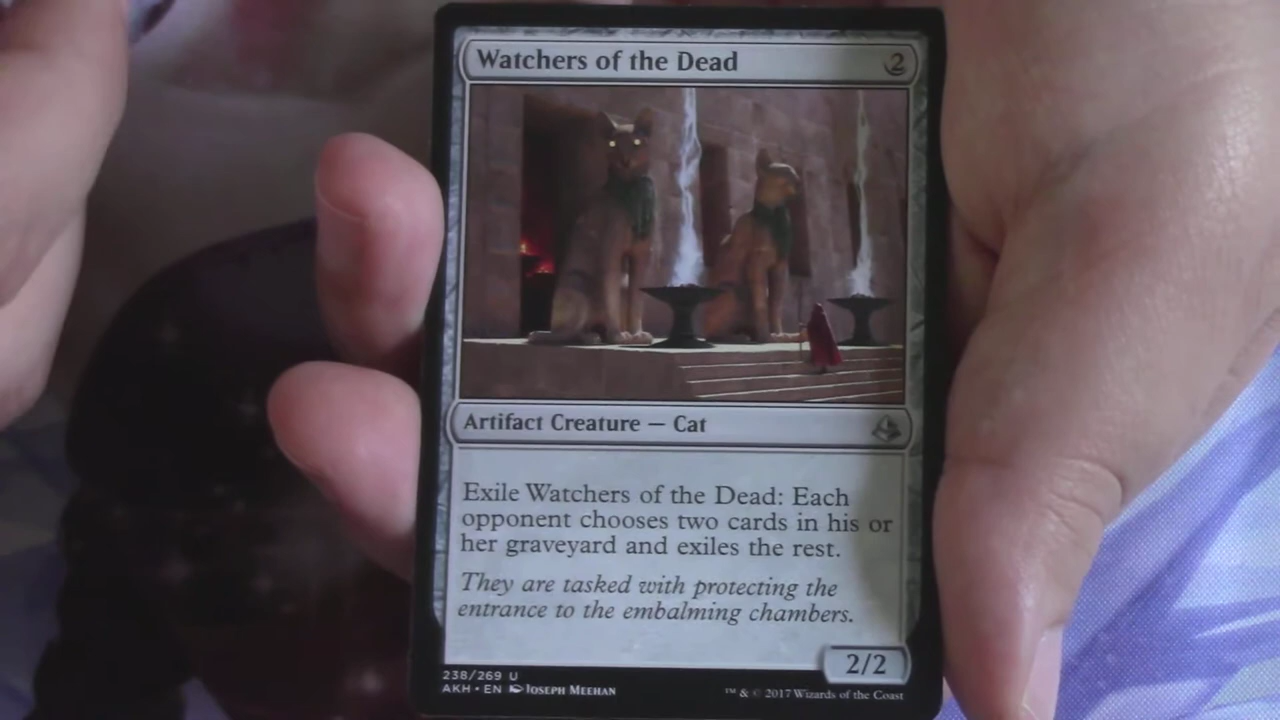 Watchers of the Dead 2
Artifact Creature — Cat
Exile Watchers of the Dead: Each
opponent chooses two cards in his or
her graveyard and exiles the rest.
They are tasked with protecting the
entrance to the embalming chambers.
2/2
238/269 U
AKH • EN Joseph Meehan
™ & © 2017 Wizards of the Coast